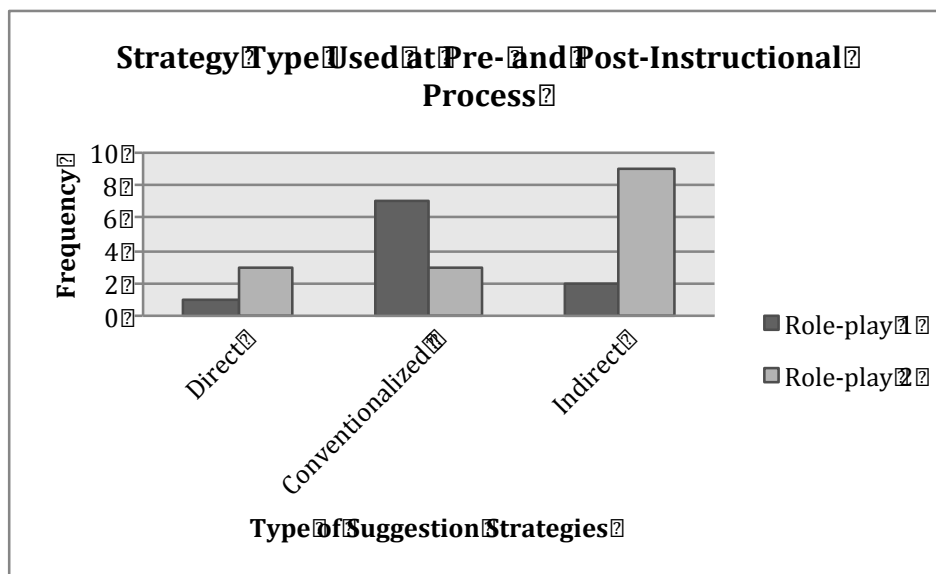 Strategy Type Used at Pre- and Post-Instructional
Process
Frequency
10
8
6
4
2
0
Direct
Conventionalized
Indirect
Role-play 1
Role-play 2
Type of Suggestion Strategies